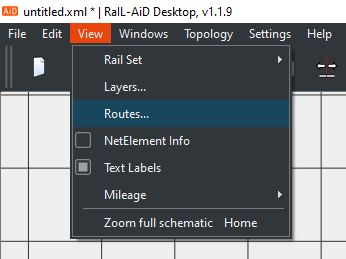 AiD untitled.xml * | RaIL-AiD Desktop, v1.1.9
File Edit View Windows Topology Settings Help
Rail Set
Layers...
Routes...
NetElement Info
Text Labels
Mileage
Zoom full schematic Home